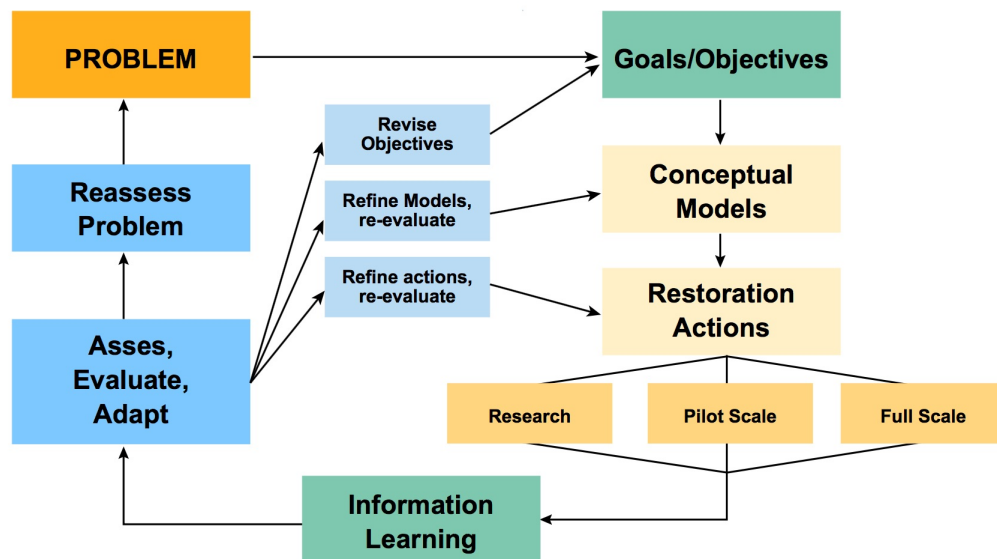 PROBLEM
Goals/Objectives
Revise
Objectives
Reassess
Problem
Refine Models,
re-evaluate
Conceptual
Models
Refine actions,
re-evaluate
Restoration
Actions
Asses,
Evaluate,
Adapt
Research
Pilot Scale
Full Scale
Information
Learning